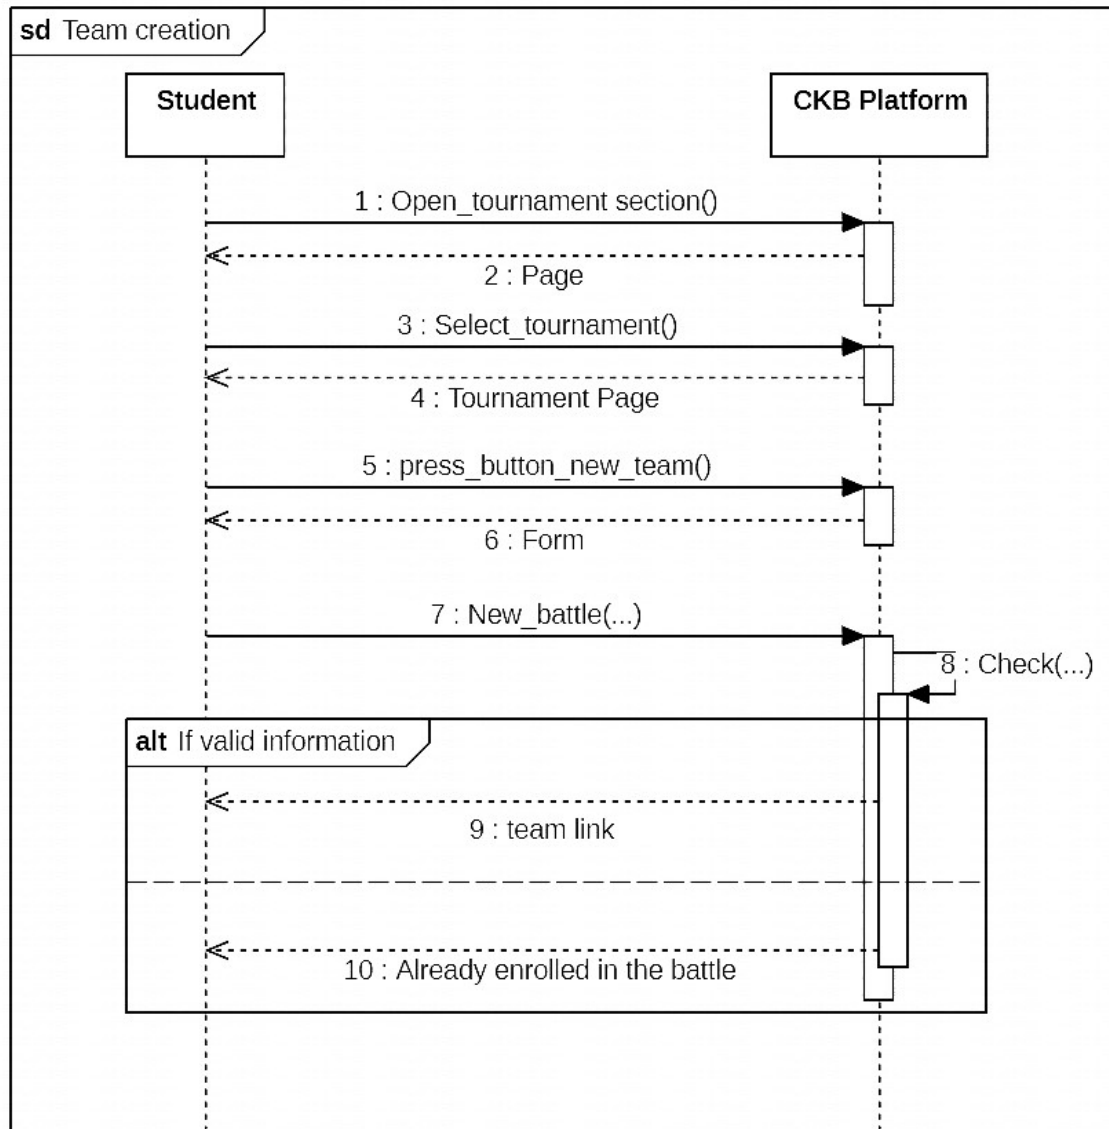 sd Team creation
Student
CKB Platform
1 : Open_tournament section()
2 : Page
3 : Select_tournament()
4 : Tournament Page
5 : press_button_new_team()
6 : Form
7 : New_battle(...)
8 : Check(...)
alt If valid information
9 : team link
10 : Already enrolled in the battle